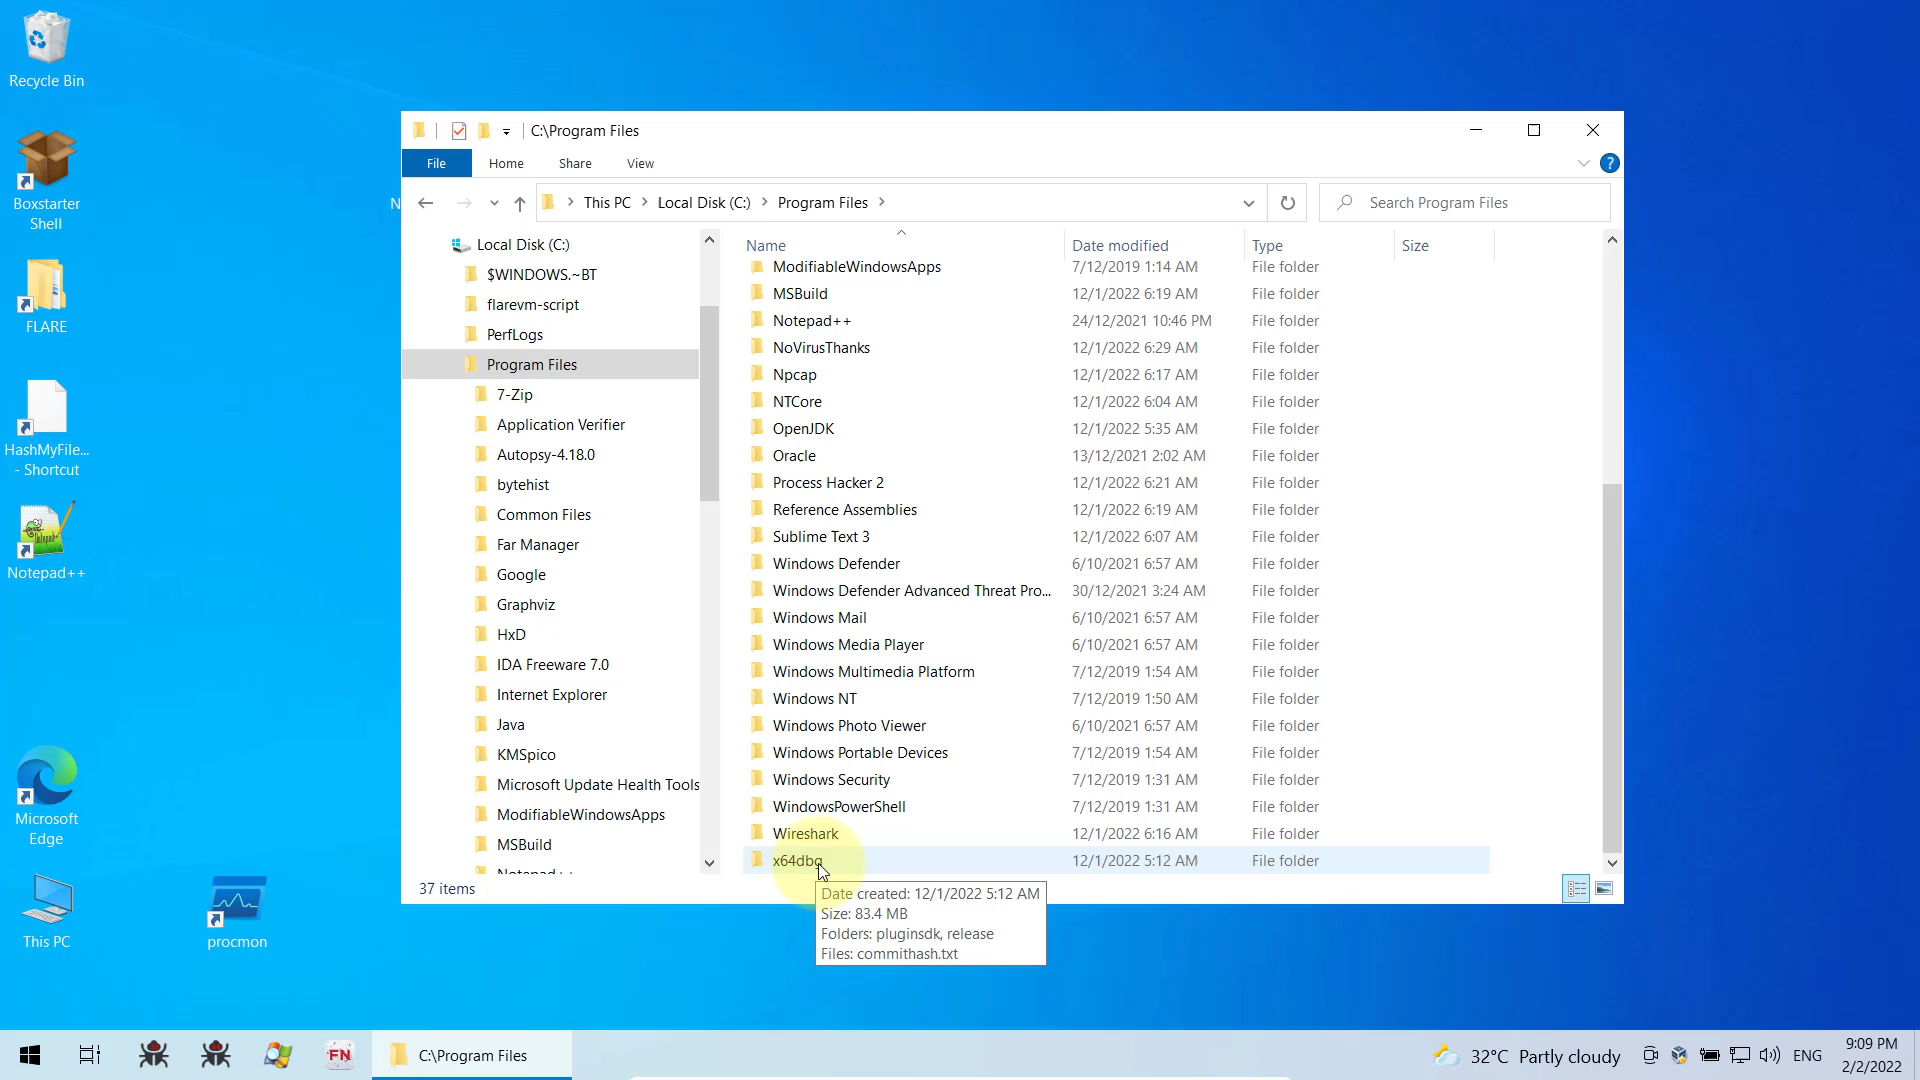 Recycle Bin
Boxstarter
Shell
FLARE
HashMyFile...
- Shortcut
Notepad++
Microsoft
Edge
This PC
procmon
N
C:\Program Files
File
Home
Share
View
?
This PC
Local Disk (C:)
Program Files
Search Program Files
Local Disk (C:)
$WINDOWS.~BT
flarevm-script
PerfLogs
Program Files
7-Zip
Application Verifier
Autopsy-4.18.0
bytehist
Common Files
Far Manager
Google
Graphviz
HxD
IDA Freeware 7.0
Internet Explorer
Java
KMSpico
Microsoft Update Health Tools
ModifiableWindowsApps
MSBuild
Notepad++
Name Date modified Type Size
ModifiableWindowsApps 7/12/2019 1:14 AM File folder
MSBuild 12/1/2022 6:19 AM File folder
Notepad++ 24/12/2021 10:46 PM File folder
NoVirusThanks 12/1/2022 6:29 AM File folder
Npcap 12/1/2022 6:17 AM File folder
NTCore 12/1/2022 6:04 AM File folder
OpenJDK 12/1/2022 5:35 AM File folder
Oracle 13/12/2021 2:02 AM File folder
Process Hacker 2 12/1/2022 6:21 AM File folder
Reference Assemblies 12/1/2022 6:19 AM File folder
Sublime Text 3 12/1/2022 6:07 AM File folder
Windows Defender 6/10/2021 6:57 AM File folder
Windows Defender Advanced Threat Pro... 30/12/2021 3:24 AM File folder
Windows Mail 6/10/2021 6:57 AM File folder
Windows Media Player 6/10/2021 6:57 AM File folder
Windows Multimedia Platform 7/12/2019 1:54 AM File folder
Windows NT 7/12/2019 1:50 AM File folder
Windows Photo Viewer 6/10/2021 6:57 AM File folder
Windows Portable Devices 7/12/2019 1:54 AM File folder
Windows Security 7/12/2019 1:31 AM File folder
WindowsPowerShell 7/12/2019 1:31 AM File folder
Wireshark 12/1/2022 6:16 AM File folder
x64dbg 12/1/2022 5:12 AM File folder
Date created: 12/1/2022 5:12 AM
Size: 83.4 MB
Folders: pluginsdk, release
Files: commithash.txt
37 items
FN
C:\Program Files
32°C Partly cloudy
ENG
9:09 PM
2/2/2022